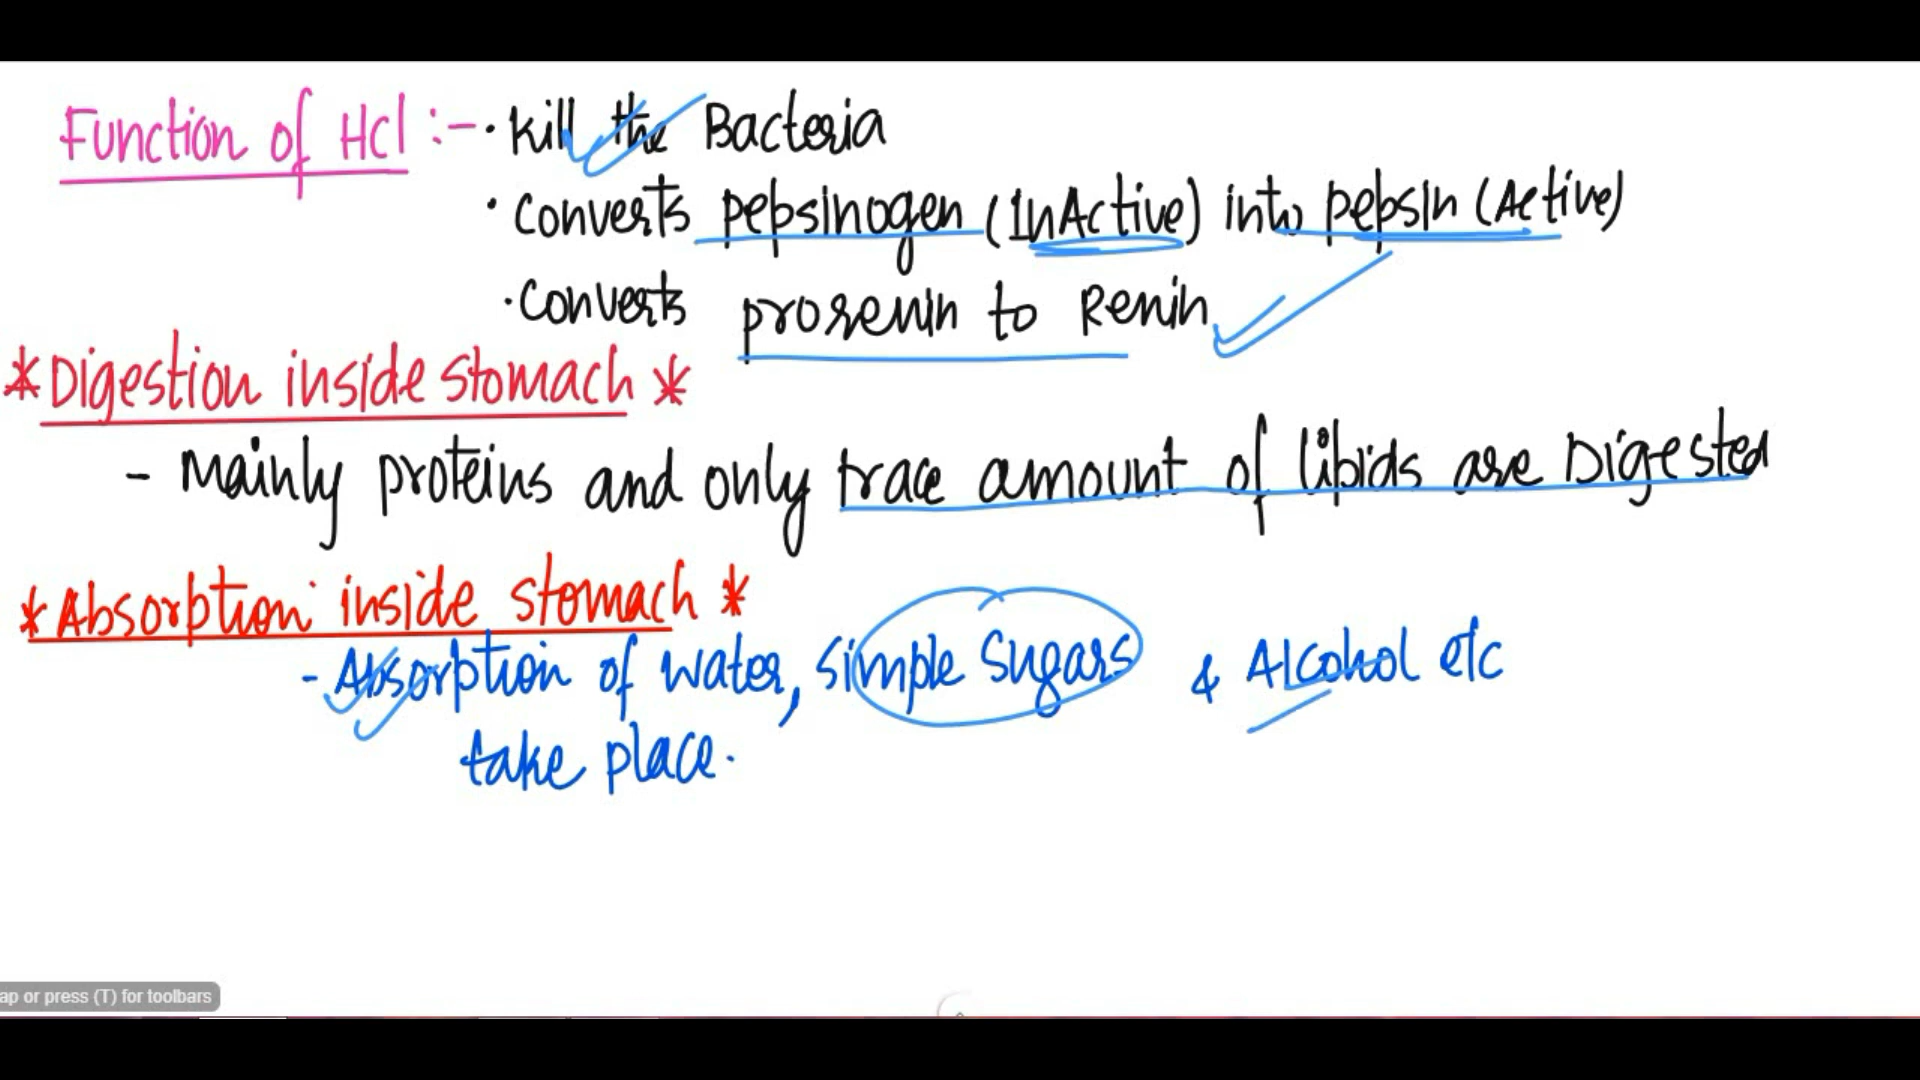 Function of HCl :- · Kill the Bacteria
· Converts pepsinogen (InActive) into pepsin (Active)
· Converts prorenin to Renin
* Digestion inside stomach *
- Mainly proteins and only trace amount of lipids are Digested
* Absorption inside stomach *
- Absorption of water, simple sugars & Alcohol etc
take place.
ap or press (T) for toolbars